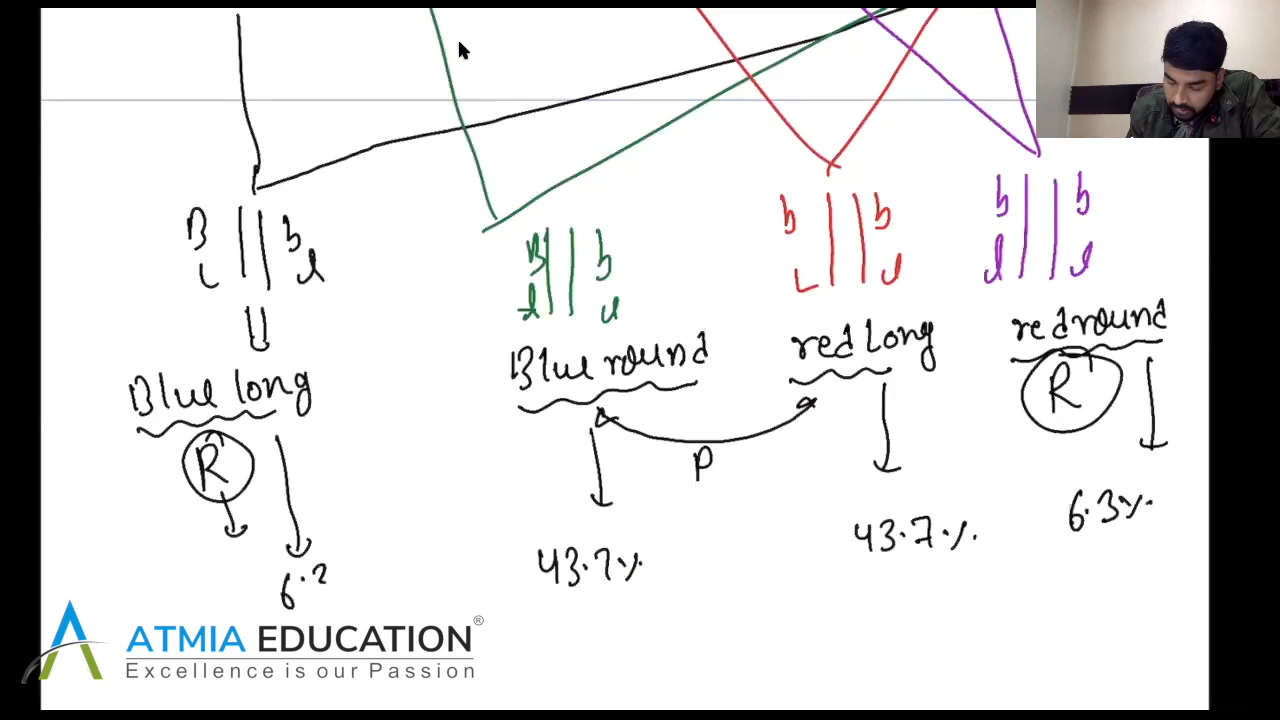 B b
L l
B b
l l
b b
L l
b b
l l
Blue long
Blue round
red long
red round
R
R
P
6.3
43.7%
43.7%
6.3%
ATMIA EDUCATION®
Excellence is our Passion